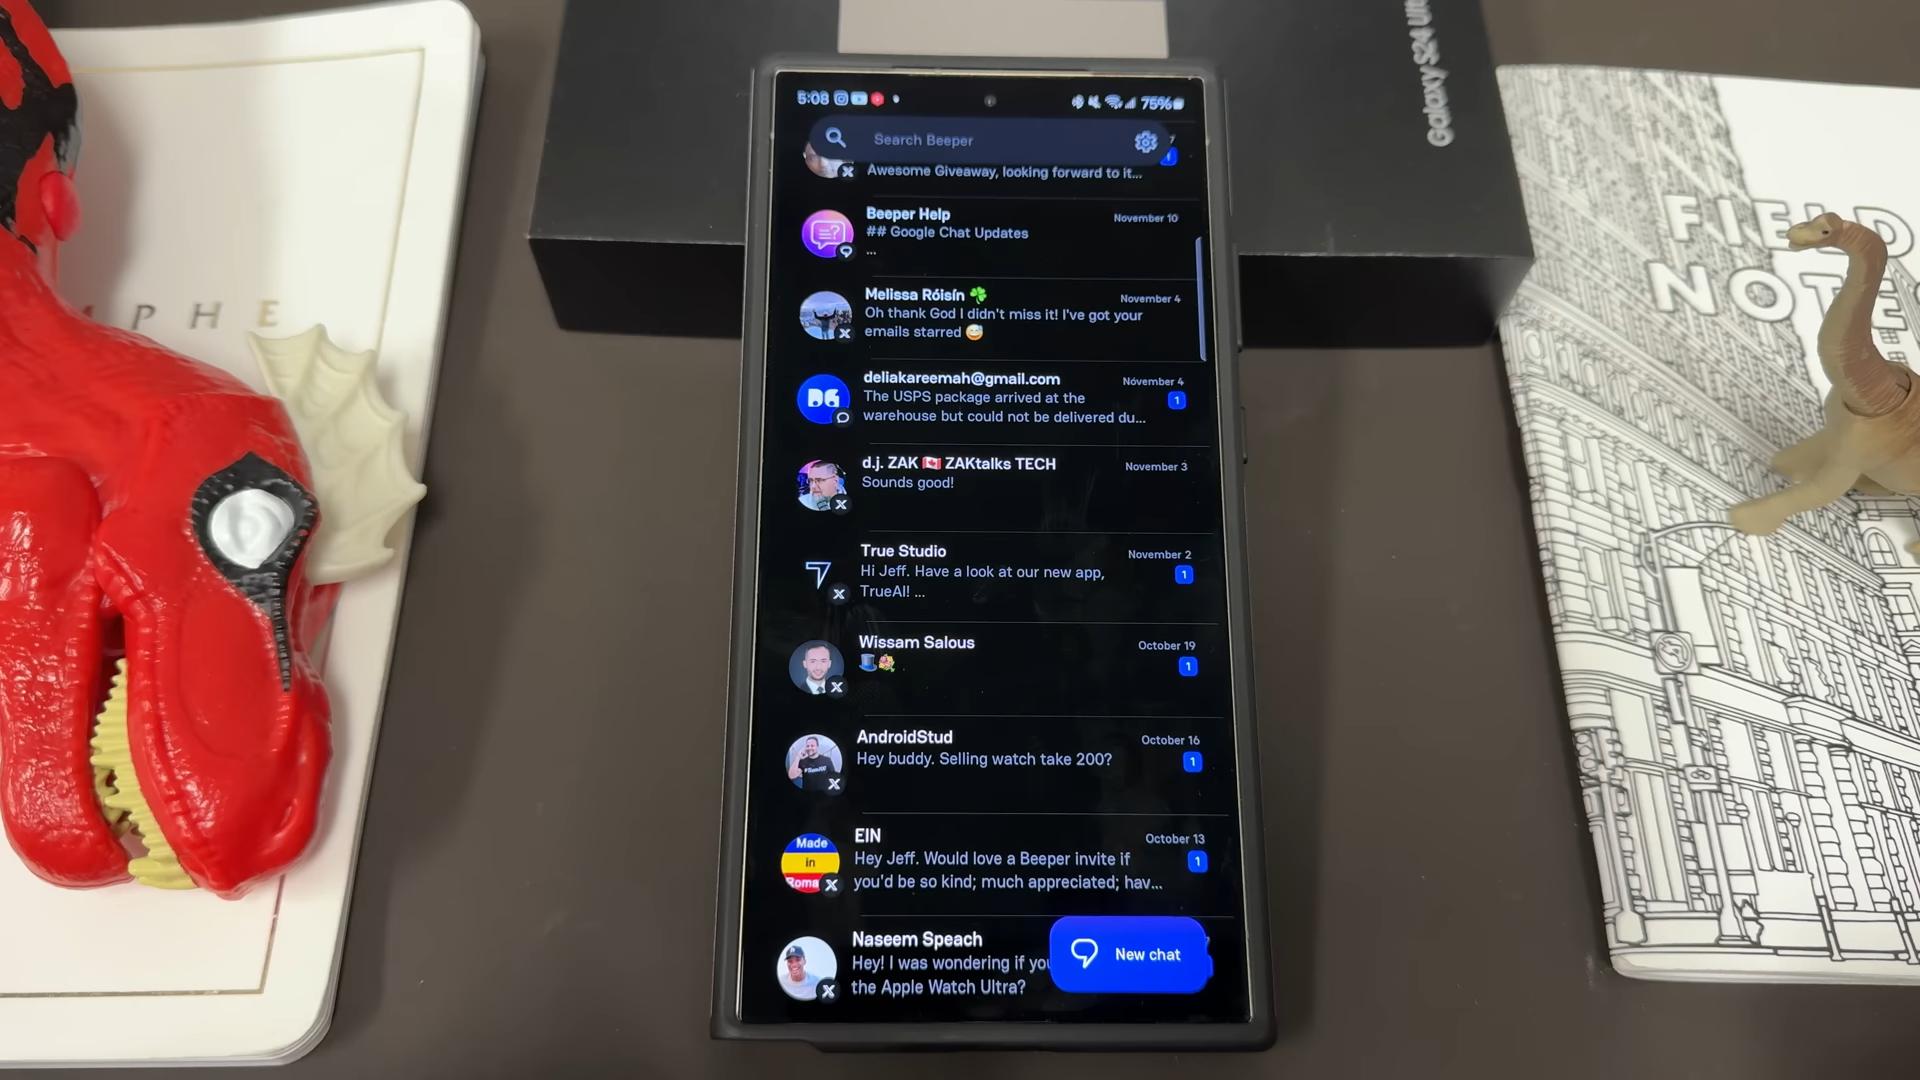 5:08
75%
Search Beeper
Awesome Giveaway, looking forward to it...
Beeper Help
November 10
## Google Chat Updates
...
Melissa Róisín ☘️
November 4
Oh thank God I didn't miss it! I've got your
emails starred 😅
deliakareemah@gmail.com
November 4
The USPS package arrived at the
1
warehouse but could not be delivered du...
d.j. ZAK 🇨🇦 ZAKtalks TECH
November 3
Sounds good!
True Studio
November 2
Hi Jeff. Have a look at our new app,
1
TrueAI! ...
Wissam Salous
October 19
🎩💐
1
AndroidStud
October 16
Hey buddy. Selling watch take 200?
1
Made
in
Roma
EIN
October 13
Hey Jeff. Would love a Beeper invite if
1
you'd be so kind; much appreciated; hav...
Naseem Speach
Hey! I was wondering if you
the Apple Watch Ultra?
New chat
Galaxy S24 Ult
MPHE
FIELD
NOTES